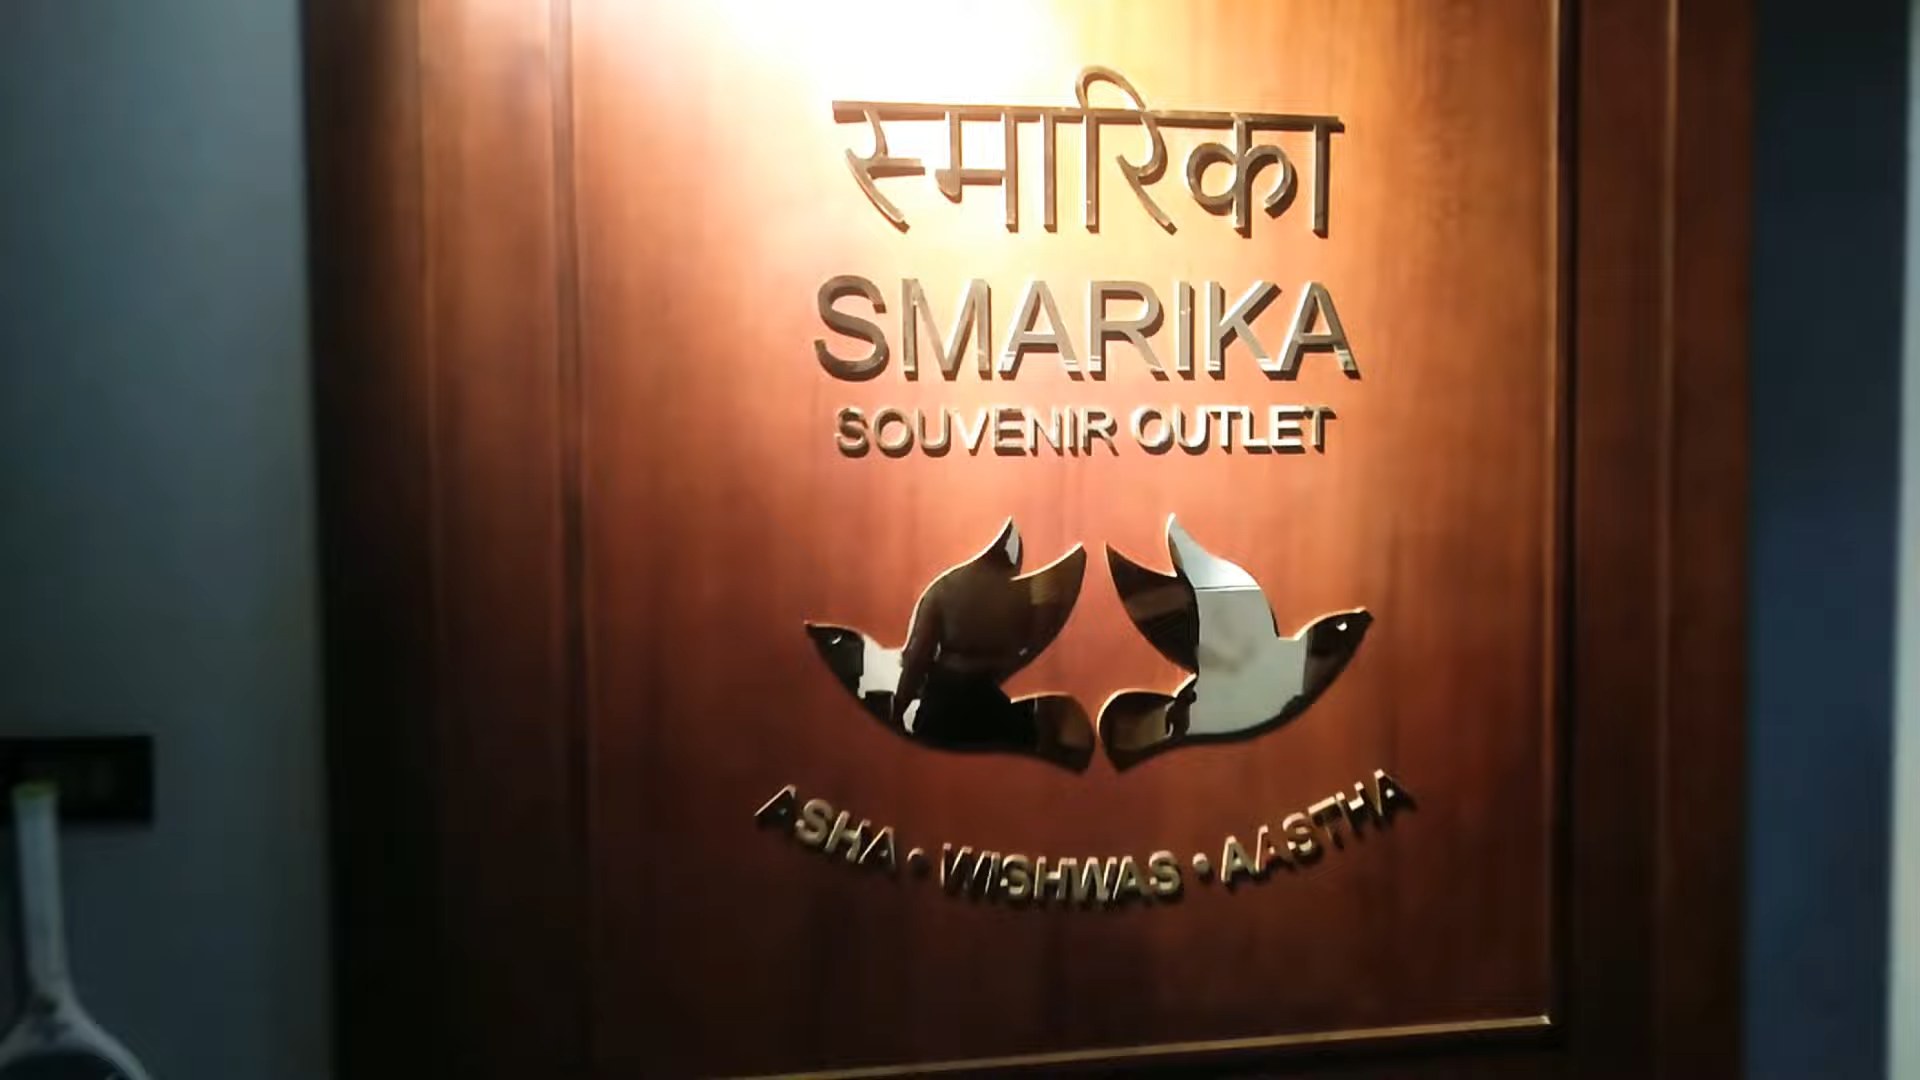 स्मारिका
SMARIKA
SOUVENIR OUTLET
ASHA • WISHWAS • AASTHA